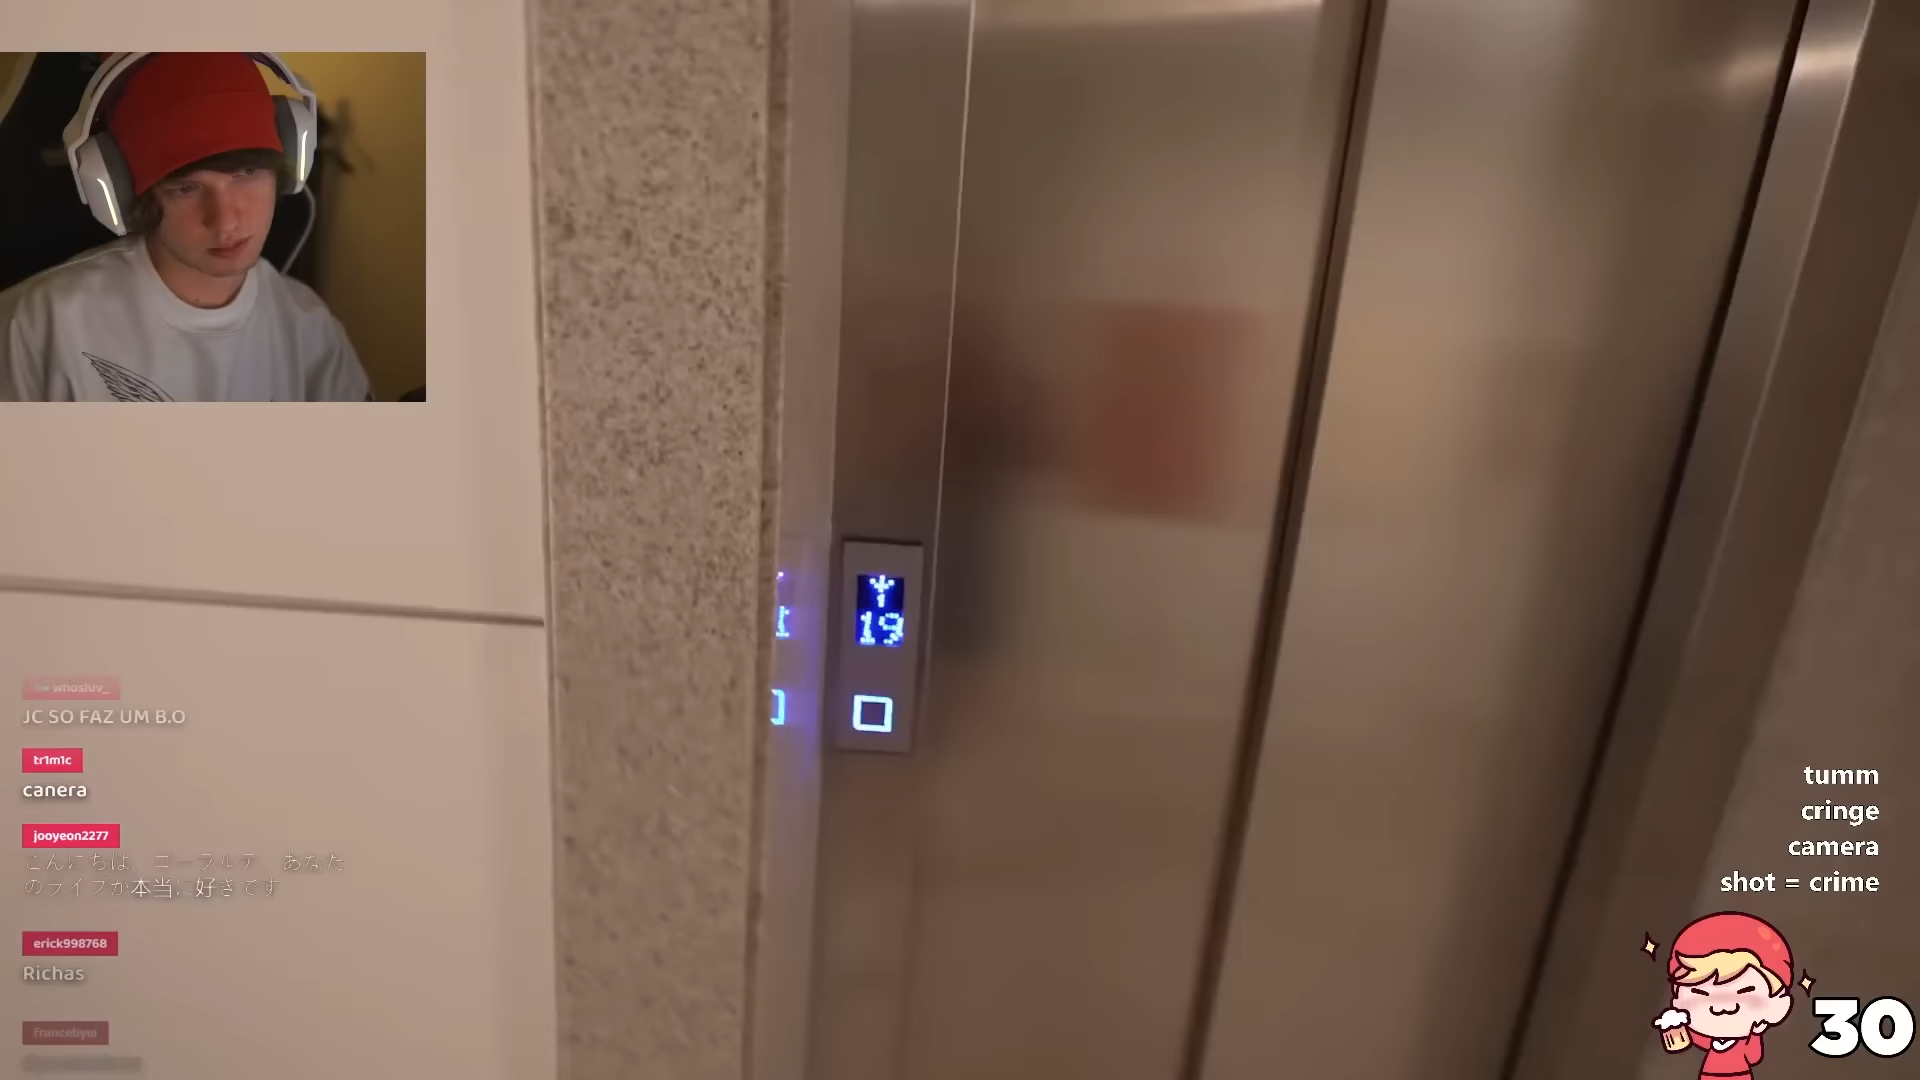 whosluv_
JC SO FAZ UM B.O
tr1m1c
canera
jooyeon2277
こんにちは、ゴーラルテ。あなた
のライフが本当に好きです
erick998768
Richas
19
tumm
cringe
camera
shot = crime
30